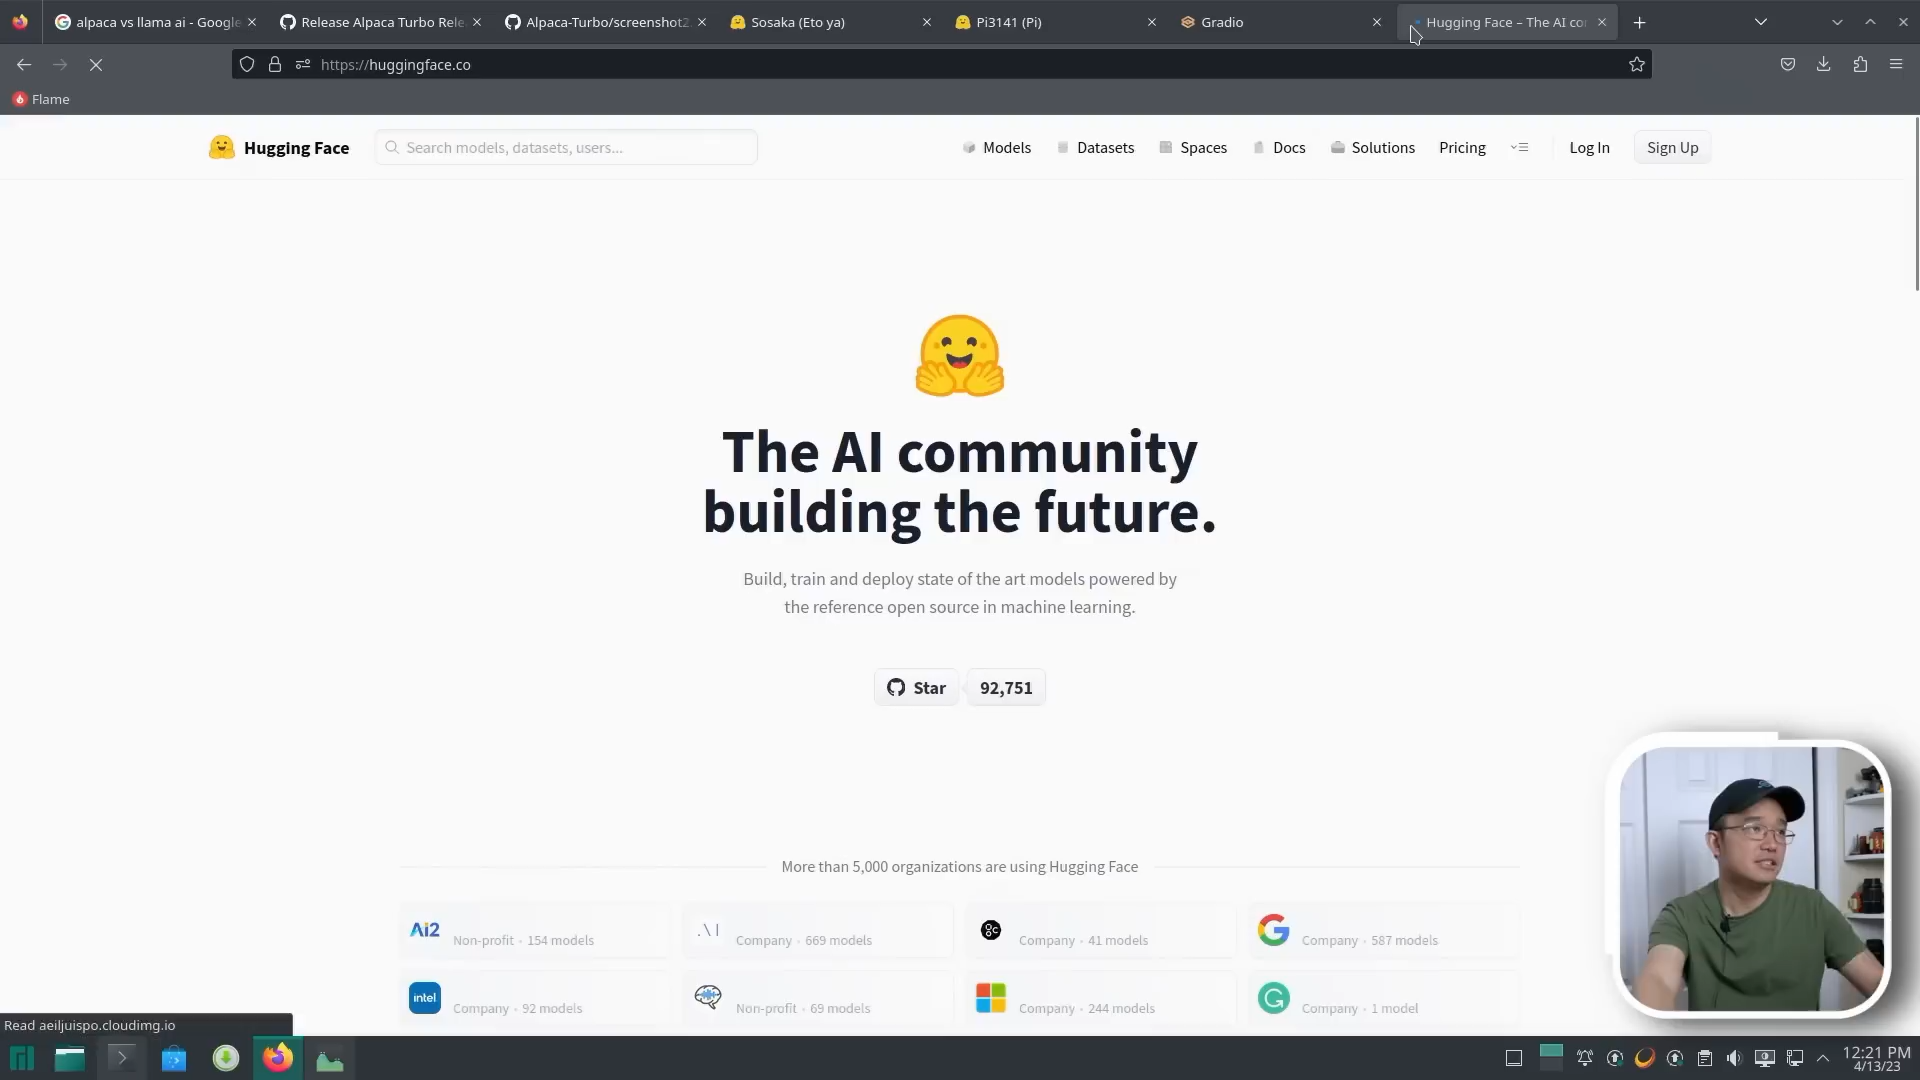 alpaca vs llama ai - Google
Release Alpaca Turbo Rele
Alpaca-Turbo/screenshot2
Sosaka (Eto ya)
Pi3141 (Pi)
Gradio
Hugging Face – The AI co
https://huggingface.co
Flame
Hugging Face
Search models, datasets, users...
Models
Datasets
Spaces
Docs
Solutions
Pricing
Log In
Sign Up
The AI community
building the future.
Build, train and deploy state of the art models powered by
the reference open source in machine learning.
Star
92,751
More than 5,000 organizations are using Hugging Face
Ai2
Non-profit • 154 models
Company • 669 models
Company • 41 models
G
Company • 587 models
intel
Company • 92 models
Non-profit • 69 models
Company • 244 models
G
Company • 1 model
Read aeiljuispo.cloudimg.io
12:21 PM
4/13/23